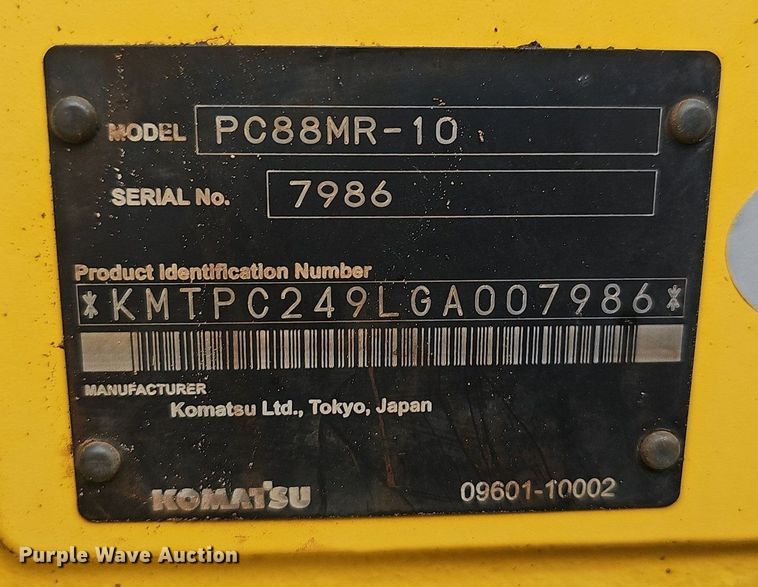 MODEL PC88MR-10
SERIAL No. 7986
Product Identification Number
*KMTPC249LGA007986*
MANUFACTURER
Komatsu Ltd., Tokyo, Japan
KOMATSU 09601-10002
Purple Wave Auction